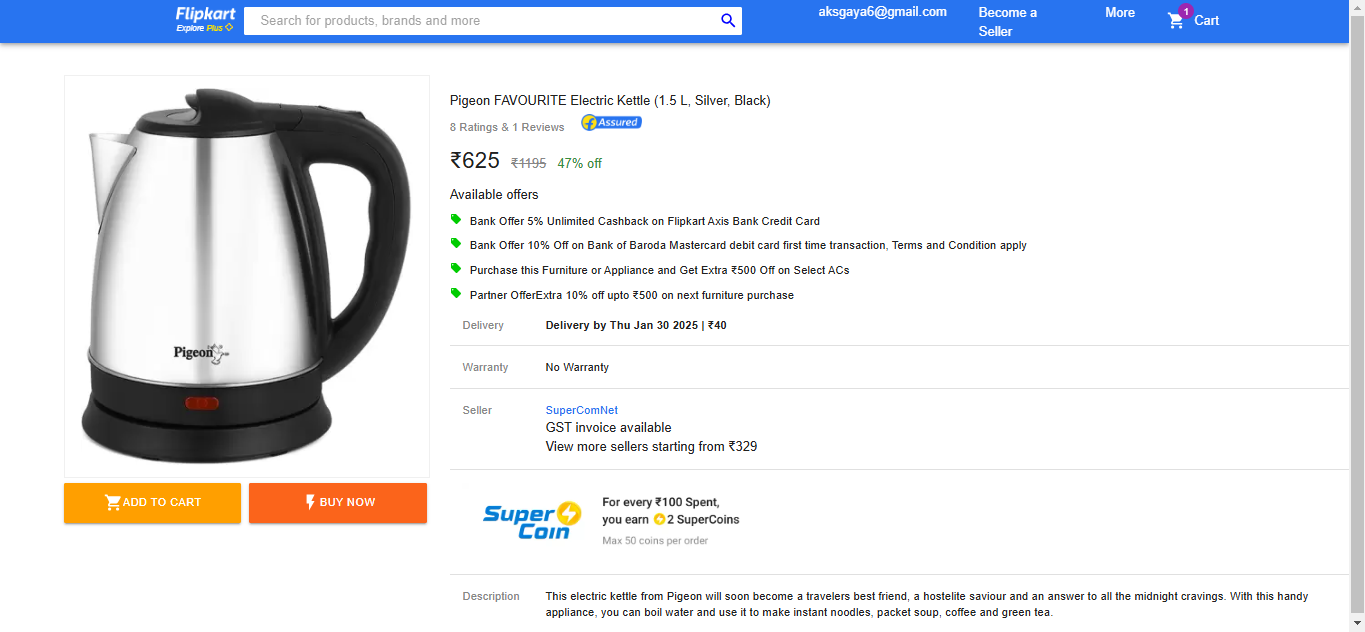 Flipkart
Explore Plus
Search for products, brands and more
aksgaya6@gmail.com
Become a
Seller
More
1
Cart
Pigeon
ADD TO CART
BUY NOW
Pigeon FAVOURITE Electric Kettle (1.5 L, Silver, Black)
8 Ratings & 1 Reviews
Assured
₹625 ₹1195 47% off
Available offers
Bank Offer 5% Unlimited Cashback on Flipkart Axis Bank Credit Card
Bank Offer 10% Off on Bank of Baroda Mastercard debit card first time transaction, Terms and Condition apply
Purchase this Furniture or Appliance and Get Extra ₹500 Off on Select ACs
Partner OfferExtra 10% off upto ₹500 on next furniture purchase
Delivery Delivery by Thu Jan 30 2025 | ₹40
Warranty No Warranty
Seller SuperComNet
GST invoice available
View more sellers starting from ₹329
Super
Coin
For every ₹100 Spent,
you earn 2 SuperCoins
Max 50 coins per order
Description This electric kettle from Pigeon will soon become a travelers best friend, a hostelite saviour and an answer to all the midnight cravings. With this handy
appliance, you can boil water and use it to make instant noodles, packet soup, coffee and green tea.